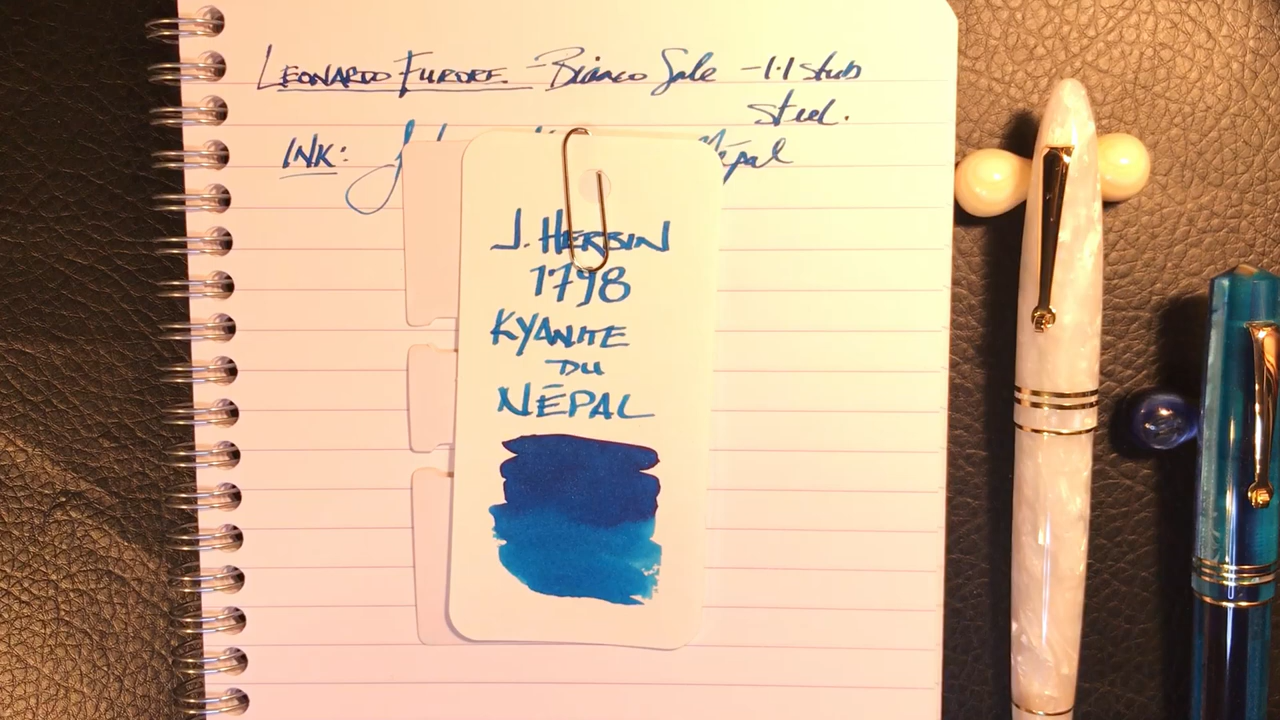 LEONARDO FURORE - Bianco Sale - 1.1 stub
steel.
INK:
J. HERBIN
1798
KYANITE
DU
NÉPAL